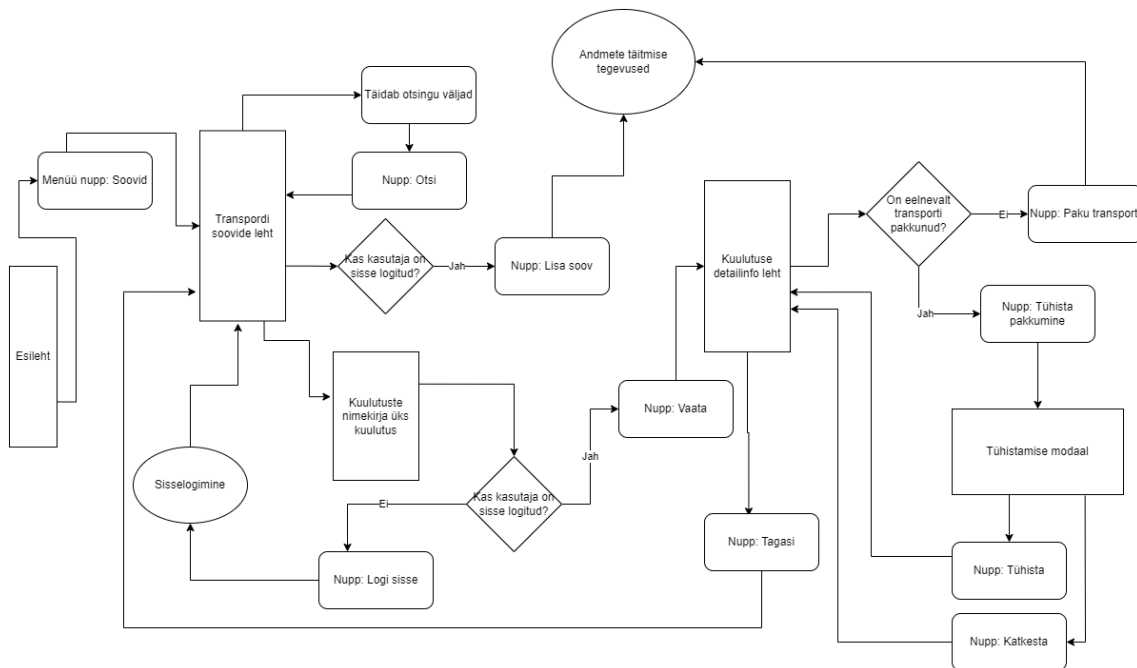 Andmete täitmise
tegevused
Täidab otsingu väljad
Menüü nupp: Soovid
Nupp: Otsi
Transpordi
soovide leht
Kas kasutaja on
sisse logitud?
Jah
Nupp: Lisa soov
Kuulutuse
detailinfo leht
On eelnevalt
transporti
pakkunud?
Ei
Nupp: Paku transport
Jah
Nupp: Tühista
pakkumine
Esileht
Kuulutuste
nimekirja üks
kuulutus
Nupp: Vaata
Jah
Tühistamise modaal
Sisselogimine
Kas kasutaja on
sisse logitud?
Ei
Nupp: Logi sisse
Nupp: Tagasi
Nupp: Tühista
Nupp: Katkesta